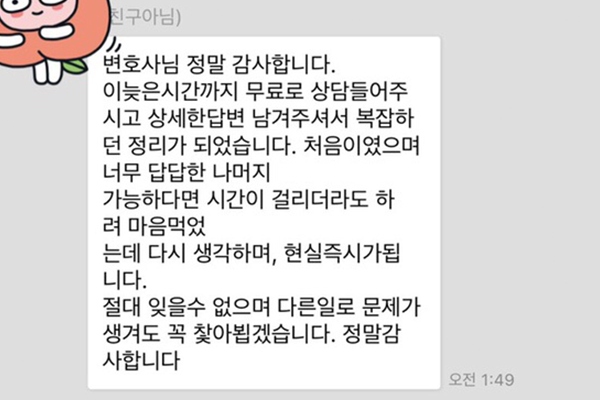 친구아님)
변호사님 정말 감사합니다.
이늦은시간까지 무료로 상담들어주
시고 상세한답변 남겨주셔서 복잡하
던 정리가 되었습니다. 처음이였으며
너무 답답한 나머지
가능하다면 시간이 걸리더라도 하
려 마음먹었
는데 다시 생각하며, 현실즉시가됩
니다.
절대 잊을수 없으며 다른일로 문제가
생겨도 꼭 찾아뵙겠습니다. 정말감
사합니다
오전 1:49